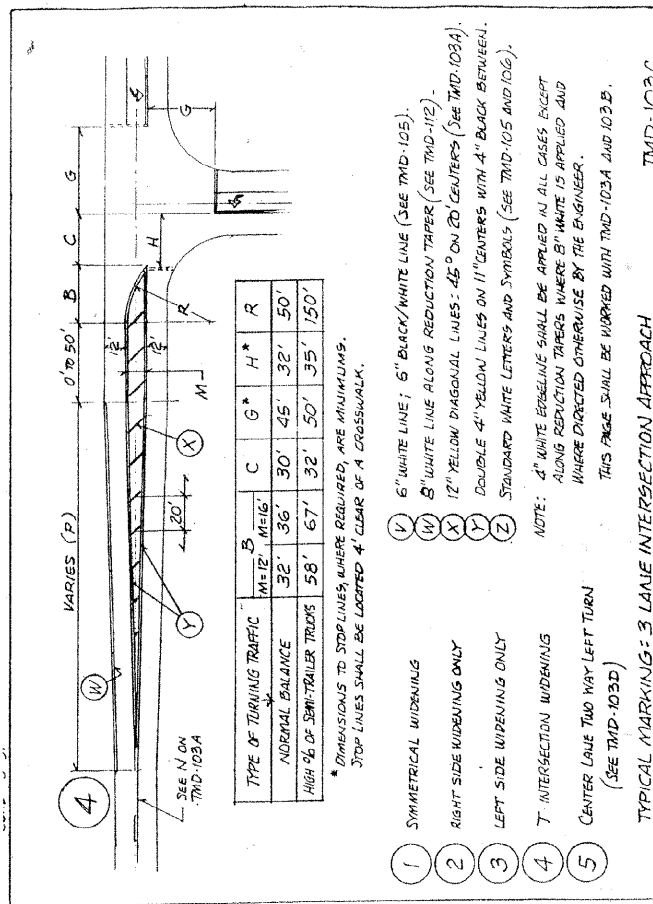 VARIES (P)
0' TO 50'
B
C
G
4
W
12'
12'
M
R
H
G
SEE N ON
TMD-103A
Y
20'
X
TYPE OF TURNING TRAFFIC
B
M=12'
M=16'
C
G*
H*
R
NORMAL BALANCE
32'
36'
30'
45'
32'
50'
HIGH % OF SEMI-TRAILER TRUCKS
58'
67'
32'
50'
35'
150'
* DIMENSIONS TO STOP LINES, WHERE REQUIRED, ARE MINIMUMS.
STOP LINES SHALL BE LOCATED 4' CLEAR OF A CROSSWALK.
1 SYMMETRICAL WIDENING
2 RIGHT SIDE WIDENING ONLY
3 LEFT SIDE WIDENING ONLY
4 T INTERSECTION WIDENING
5 CENTER LANE TWO WAY LEFT TURN
(SEE TMD-103D)
V 6" WHITE LINE; 6" BLACK/WHITE LINE (SEE TMD-105).
W 8" WHITE LINE ALONG REDUCTION TAPER (SEE TMD-112).
X 12" YELLOW DIAGONAL LINES: 45° ON 20' CENTERS (SEE TMD-103A).
Y DOUBLE 4" YELLOW LINES ON 11" CENTERS WITH 4" BLACK BETWEEN.
Z STANDARD WHITE LETTERS AND SYMBOLS (SEE TMD-105 AND 106).
NOTE: 4" WHITE EDGELINE SHALL BE APPLIED IN ALL CASES EXCEPT
ALONG REDUCTION TAPERS WHERE 8" WHITE IS APPLIED AND
WHERE DIRECTED OTHERWISE BY THE ENGINEER.
THIS PAGE SHALL BE WORKED WITH TMD-103A AND 103B.
TYPICAL MARKING: 3 LANE INTERSECTION APPROACH